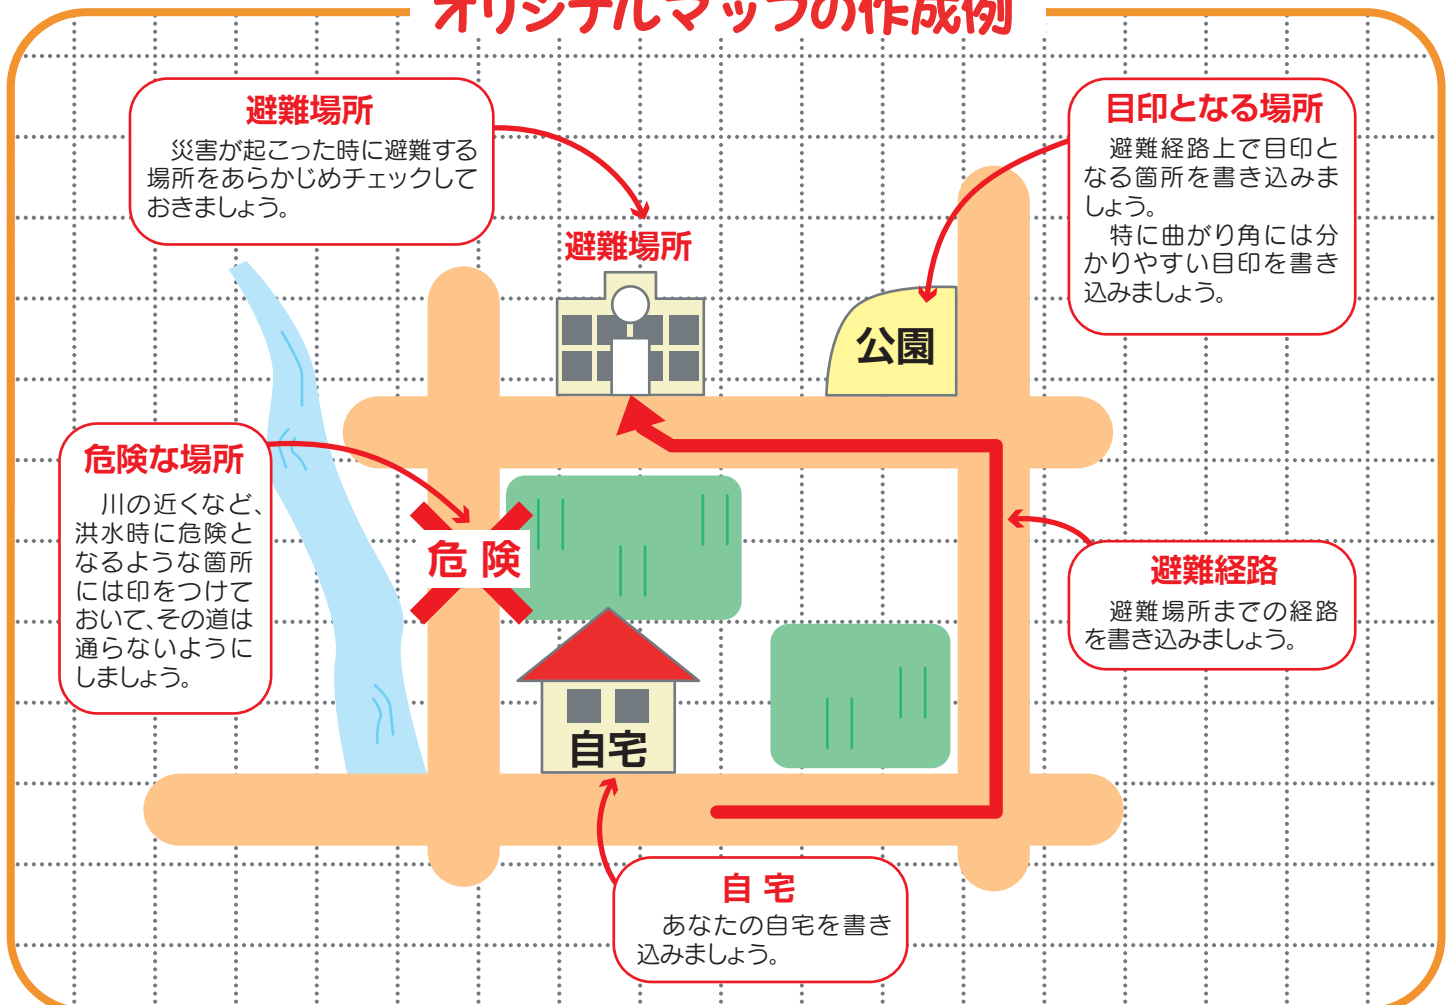 オリジナルマップの作成例
避難場所
災害が起こった時に避難する
場所をあらかじめチェックして
おきましょう。
目印となる場所
避難経路上で目印と
なる箇所を書き込みま
しょう。
特に曲がり角には分
かりやすい目印を書き
込みましょう。
避難場所
公園
危険な場所
川の近くなど、
洪水時に危険と
なるような箇所
には印をつけて
おいて、その道は
通らないように
しましょう。
危険
避難経路
避難場所までの経路
を書き込みましょう。
自宅
自宅
あなたの自宅を書き
込みましょう。